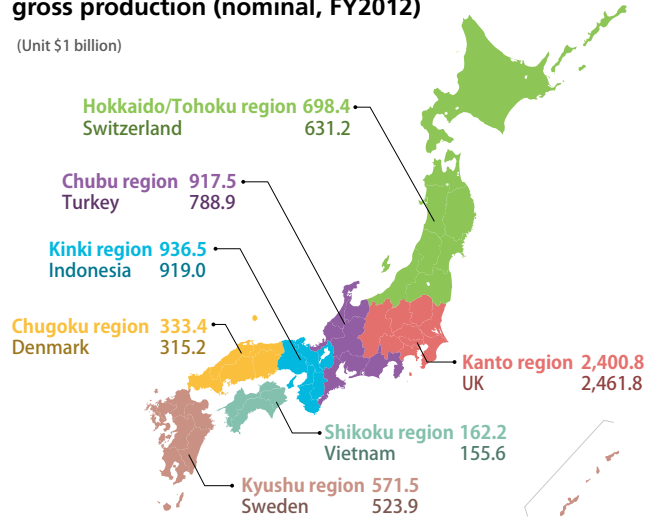 gross production (nominal, FY2012)
(Unit $1 billion)
Hokkaido/Tohoku region 698.4
Switzerland 631.2
Chubu region 917.5
Turkey 788.9
Kinki region 936.5
Indonesia 919.0
Chugoku region 333.4
Denmark 315.2
Kanto region 2,400.8
UK 2,461.8
Shikoku region 162.2
Vietnam 155.6
Kyushu region 571.5
Sweden 523.9